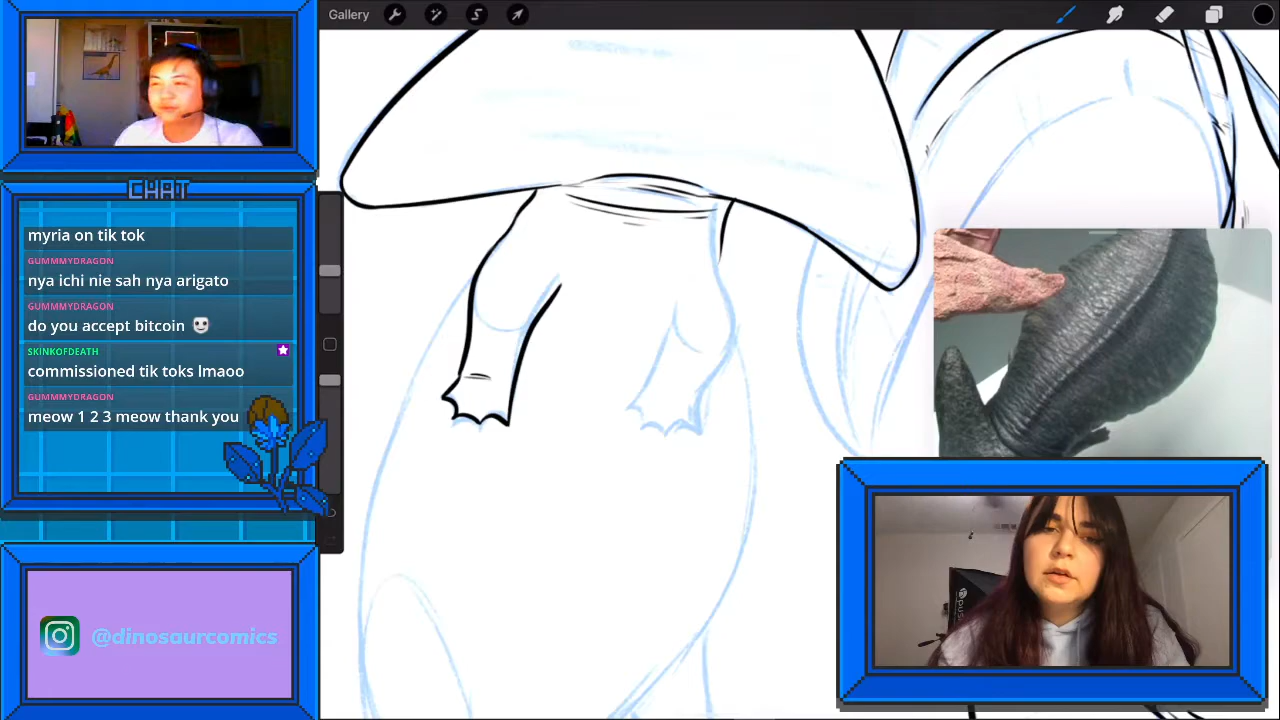 Gallery
CHAT
myria on tik tok
GUMMMYDRAGON
nya ichi nie sah nya arigato
GUMMMYDRAGON
do you accept bitcoin
SKINKOFDEATH
commissioned tik toks lmaoo
GUMMMYDRAGON
meow 1 2 3 meow thank you
@dinosaurcomics